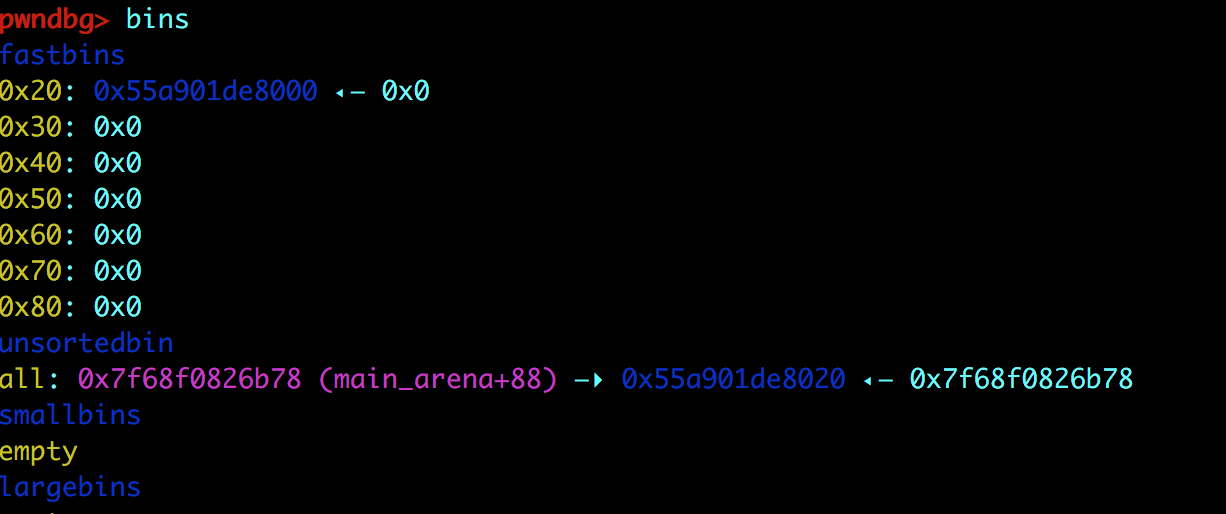 pwndbg> bins
fastbins
0x20: 0x55a901de8000 ◂— 0x0
0x30: 0x0
0x40: 0x0
0x50: 0x0
0x60: 0x0
0x70: 0x0
0x80: 0x0
unsortedbin
all: 0x7f68f0826b78 (main_arena+88) —▸ 0x55a901de8020 ◂— 0x7f68f0826b78
smallbins
empty
largebins